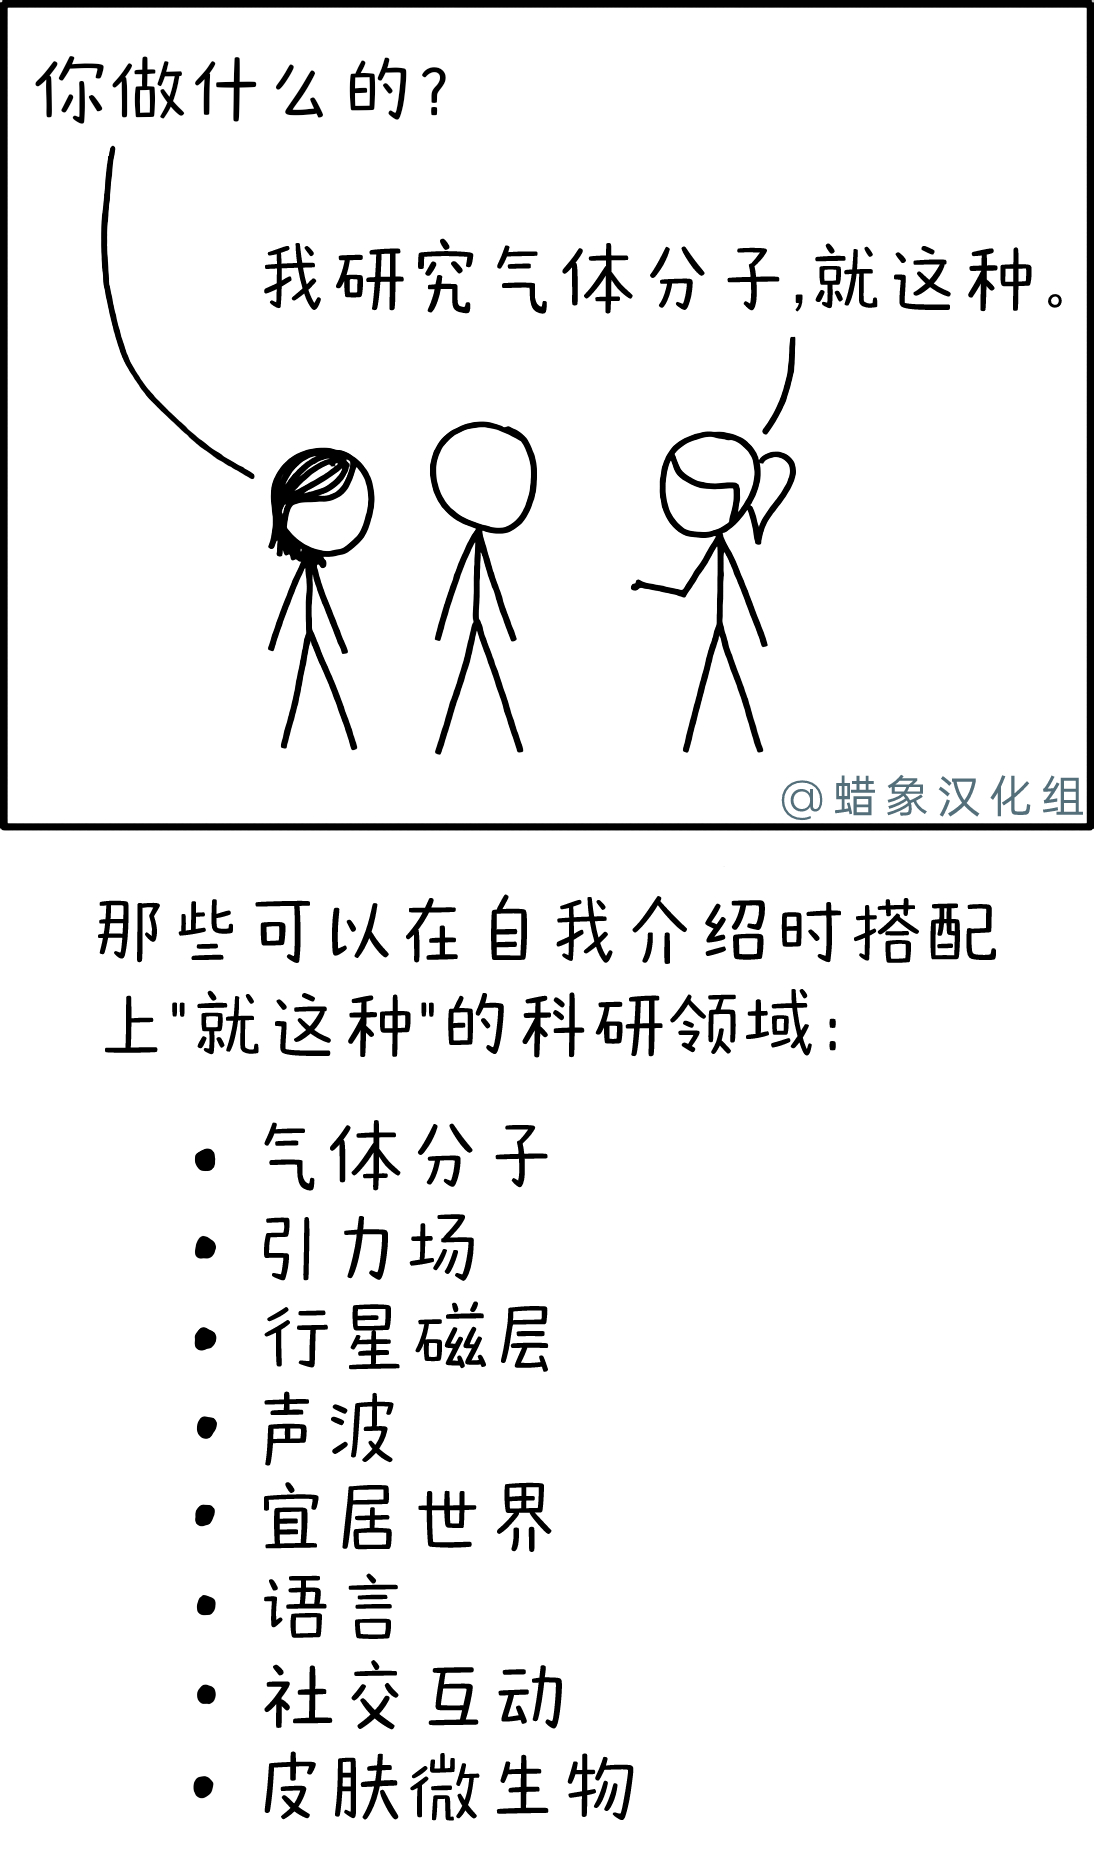 你做什么的?
我研究气体分子,就这种。
@蜡象汉化组
那些可以在自我介绍时搭配
上"就这种"的科研领域:
• 气体分子
• 引力场
• 行星磁层
• 声波
• 宜居世界
• 语言
• 社交互动
• 皮肤微生物